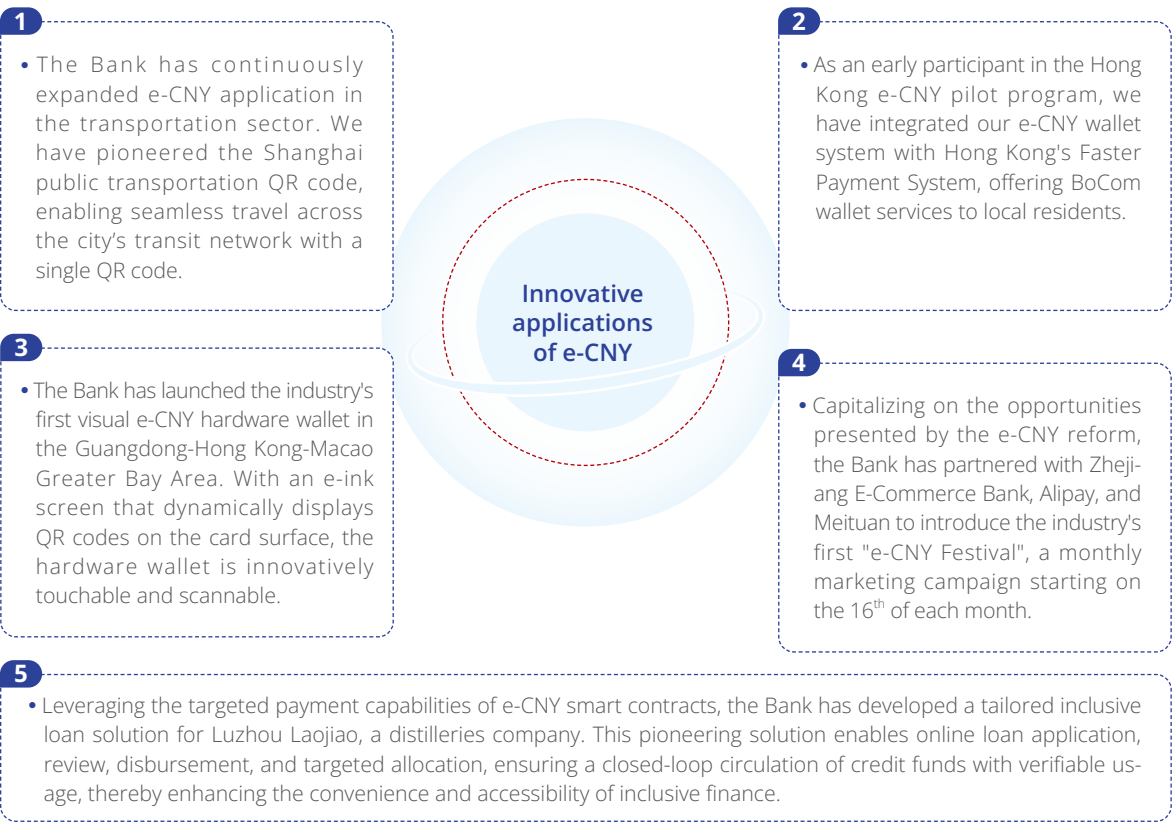 1
• The Bank has continuously
expanded e-CNY application in
the transportation sector. We
have pioneered the Shanghai
public transportation QR code,
enabling seamless travel across
the city’s transit network with a
single QR code.
2
• As an early participant in the Hong
Kong e-CNY pilot program, we
have integrated our e-CNY wallet
system with Hong Kong's Faster
Payment System, offering BoCom
wallet services to local residents.
Innovative
applications
of e-CNY
3
• The Bank has launched the industry's
first visual e-CNY hardware wallet in
the Guangdong-Hong Kong-Macao
Greater Bay Area. With an e-ink
screen that dynamically displays
QR codes on the card surface, the
hardware wallet is innovatively
touchable and scannable.
4
• Capitalizing on the opportunities
presented by the e-CNY reform,
the Bank has partnered with Zheji-
ang E-Commerce Bank, Alipay, and
Meituan to introduce the industry's
first "e-CNY Festival", a monthly
marketing campaign starting on
the 16th of each month.
5
• Leveraging the targeted payment capabilities of e-CNY smart contracts, the Bank has developed a tailored inclusive
loan solution for Luzhou Laojiao, a distilleries company. This pioneering solution enables online loan application,
review, disbursement, and targeted allocation, ensuring a closed-loop circulation of credit funds with verifiable us-
age, thereby enhancing the convenience and accessibility of inclusive finance.